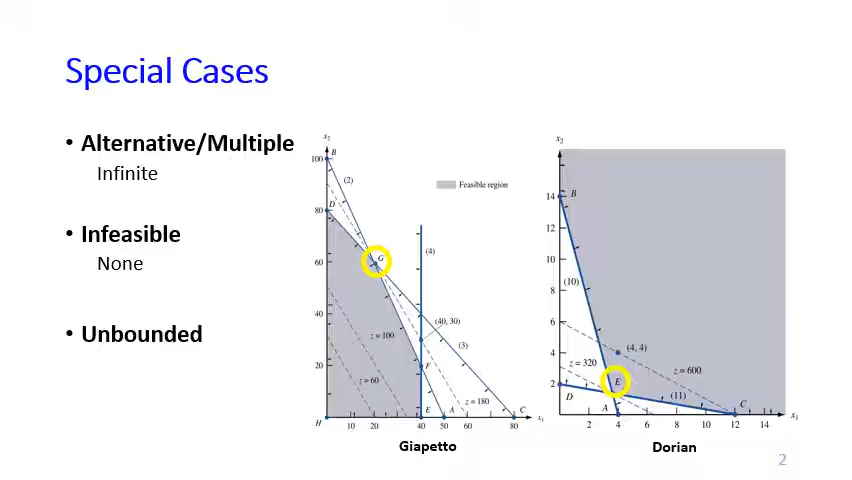 Special Cases
• Alternative/Multiple
Infinite
• Infeasible
None
• Unbounded
x2
100
B
(2)
Feasible region
D
80
G
60
(4)
40
(40, 30)
z = 100
(3)
20
F
z = 60
z = 180
E
A
C
x1
H
10
20
40
50
60
80
Giapetto
x2
14
B
12
10
(10)
8
6
4
(4, 4)
z = 320
z = 600
2
E
D
(11)
C
A
x1
2
4
6
8
10
12
14
Dorian
2